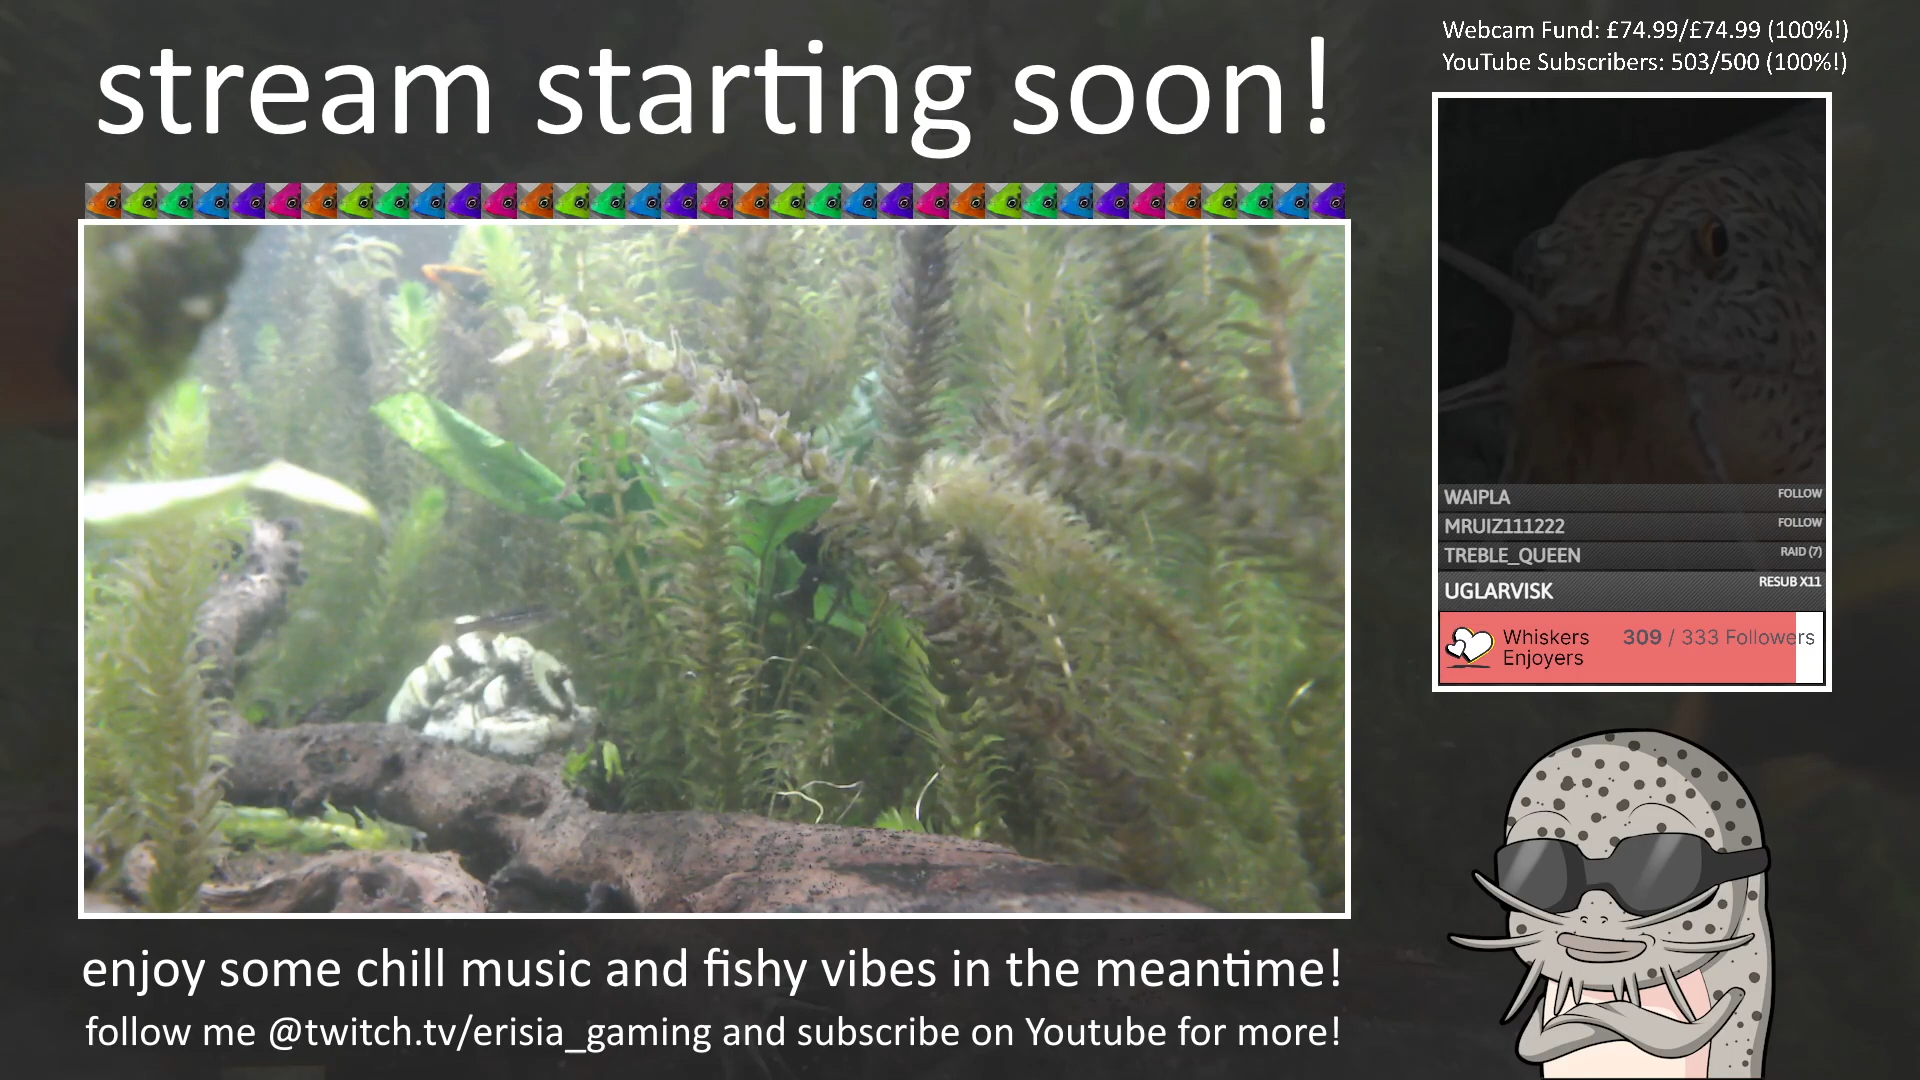 stream starting soon!
Webcam Fund: £74.99/£74.99 (100%!)
YouTube Subscribers: 503/500 (100%!)
WAIPLA FOLLOW
MRUIZ111222 FOLLOW
TREBLE_QUEEN RAID (7)
UGLARVISK RESUB X11
Whiskers
Enjoyers
309 / 333 Followers
enjoy some chill music and fishy vibes in the meantime!
follow me @twitch.tv/erisia_gaming and subscribe on Youtube for more!